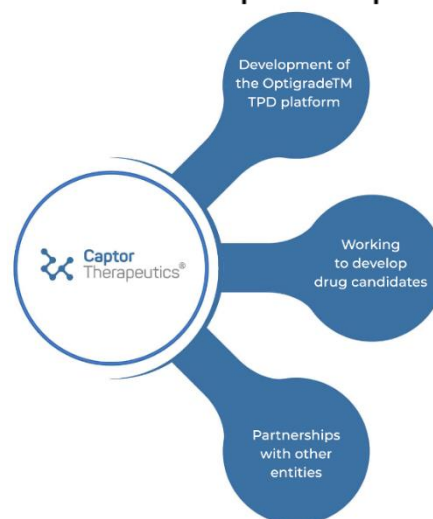 Development of
the OptigradeTM
TPD platform
Captor
Therapeutics®
Working
to develop
drug candidates
Partnerships
with other
entities